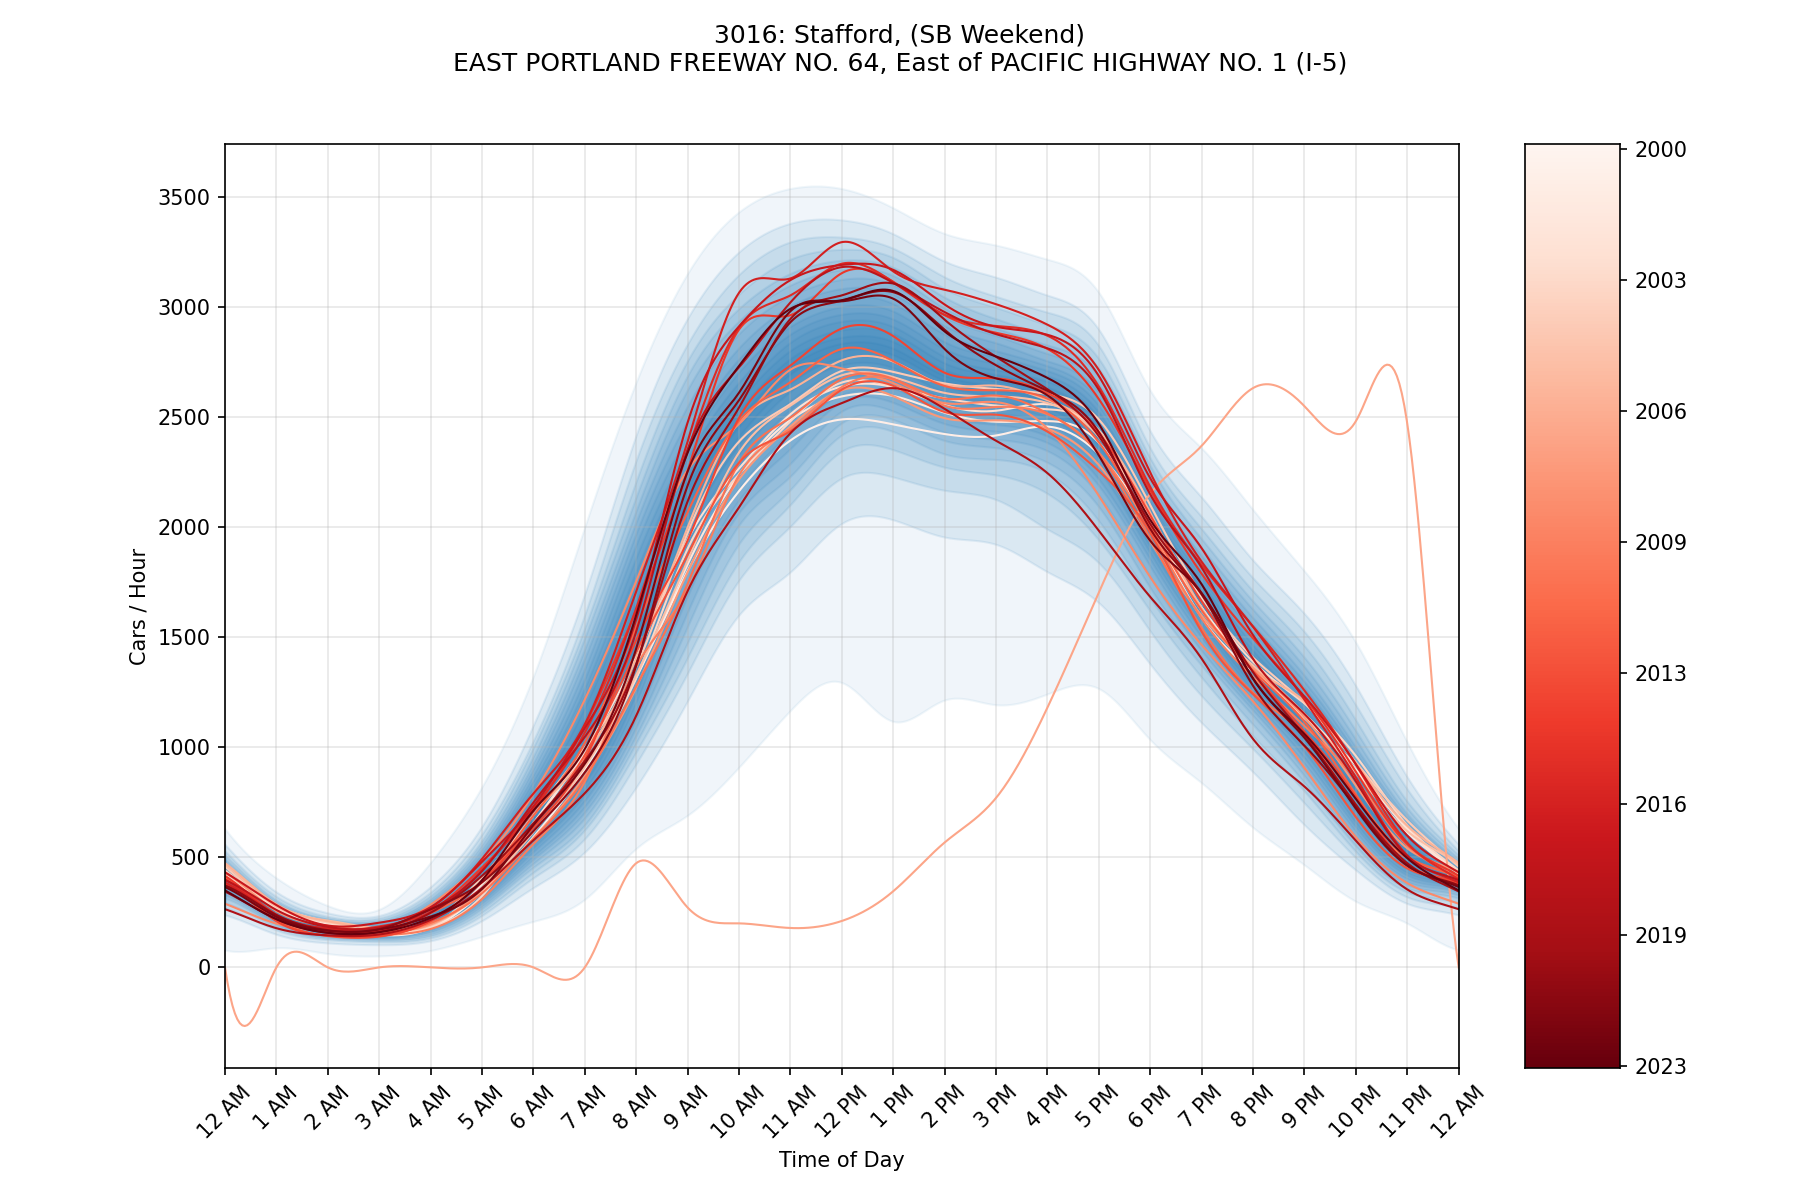 3016: Stafford, (SB Weekend)
EAST PORTLAND FREEWAY NO. 64, East of PACIFIC HIGHWAY NO. 1 (I-5)
3500
3000
2500
2000
1500
1000
500
0
Cars / Hour
12 AM
1 AM
2 AM
3 AM
4 AM
5 AM
6 AM
7 AM
8 AM
9 AM
10 AM
11 AM
12 PM
1 PM
2 PM
3 PM
4 PM
5 PM
6 PM
7 PM
8 PM
9 PM
10 PM
11 PM
12 AM
Time of Day
2000
2003
2006
2009
2013
2016
2019
2023